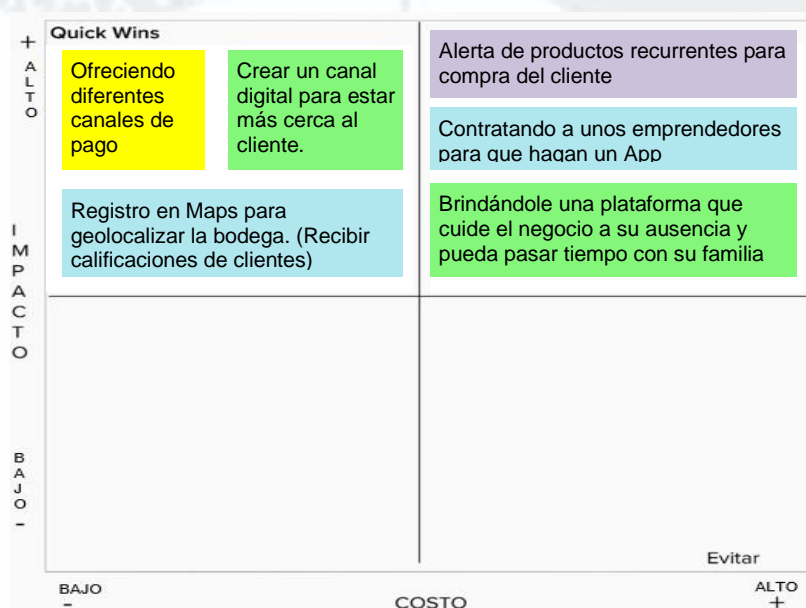 Quick Wins
+
ALTO
Ofreciendo
diferentes
canales de
pago
Crear un canal
digital para estar
más cerca al
cliente.
Alerta de productos recurrentes para
compra del cliente
Contratando a unos emprendedores
para que hagan un App
Registro en Maps para
geolocalizar la bodega. (Recibir
calificaciones de clientes)
Brindándole una plataforma que
cuide el negocio a su ausencia y
pueda pasar tiempo con su familia
IMPACTO
BAJO
-
Evitar
BAJO
-
COSTO
ALTO
+